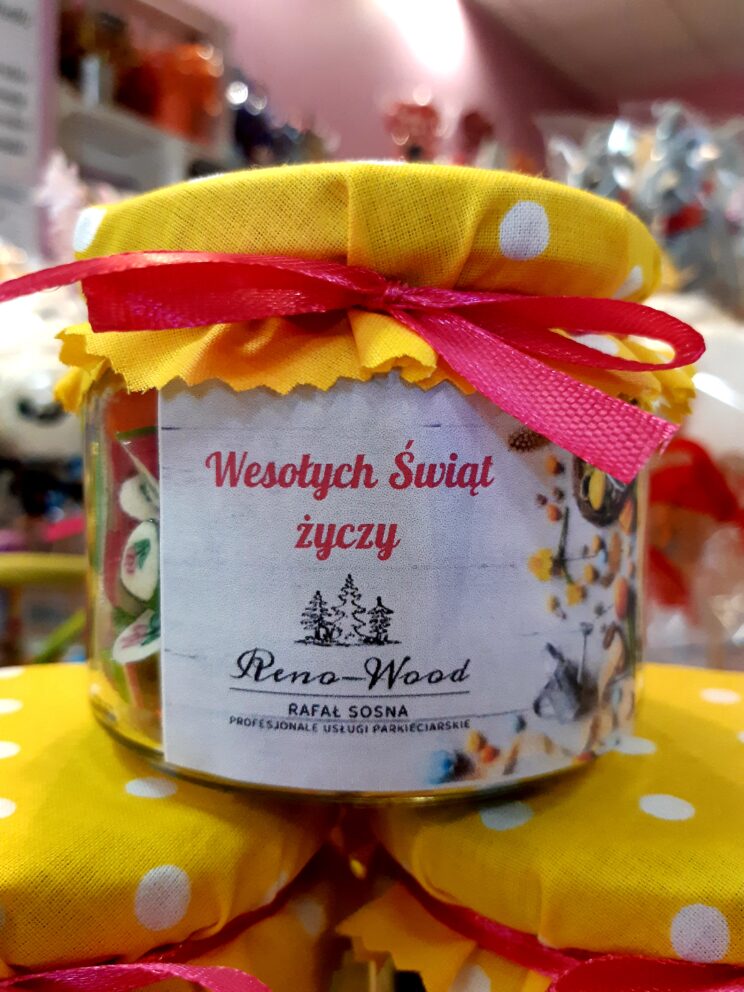 Wesołych Świąt
życzy
Reno-Wood
RAFAŁ SOSNA
PROFESJONALE USŁUGI PARKIECIARSKIE